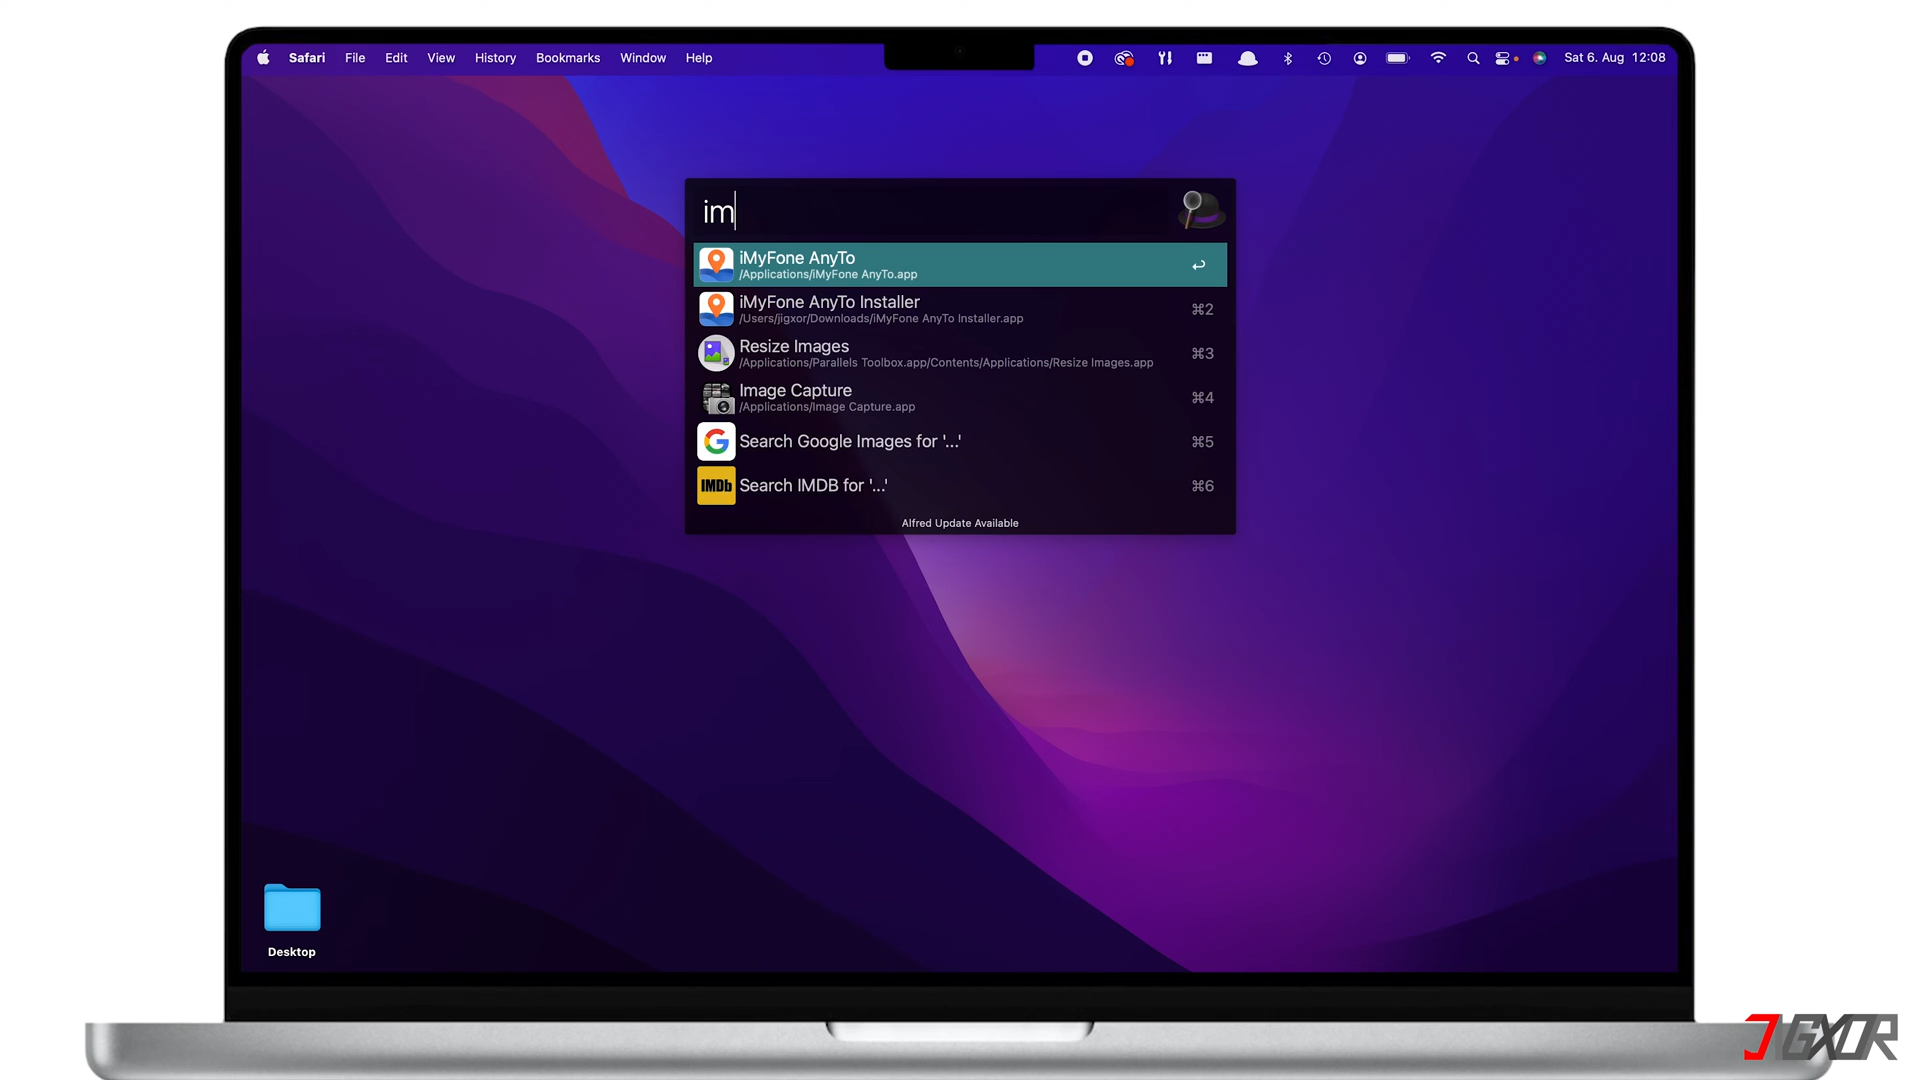 Safari File Edit View History Bookmarks Window Help
Sat 6. Aug 12:08
im
iMyFone AnyTo
/Applications/iMyFone AnyTo.app
iMyFone AnyTo Installer
/Users/jigxor/Downloads/iMyFone AnyTo Installer.app
⌘2
Resize Images
/Applications/Parallels Toolbox.app/Contents/Applications/Resize Images.app
⌘3
Image Capture
/Applications/Image Capture.app
⌘4
Search Google Images for '...'
⌘5
IMDb
Search IMDB for '...'
⌘6
Alfred Update Available
Desktop
JIGXOR